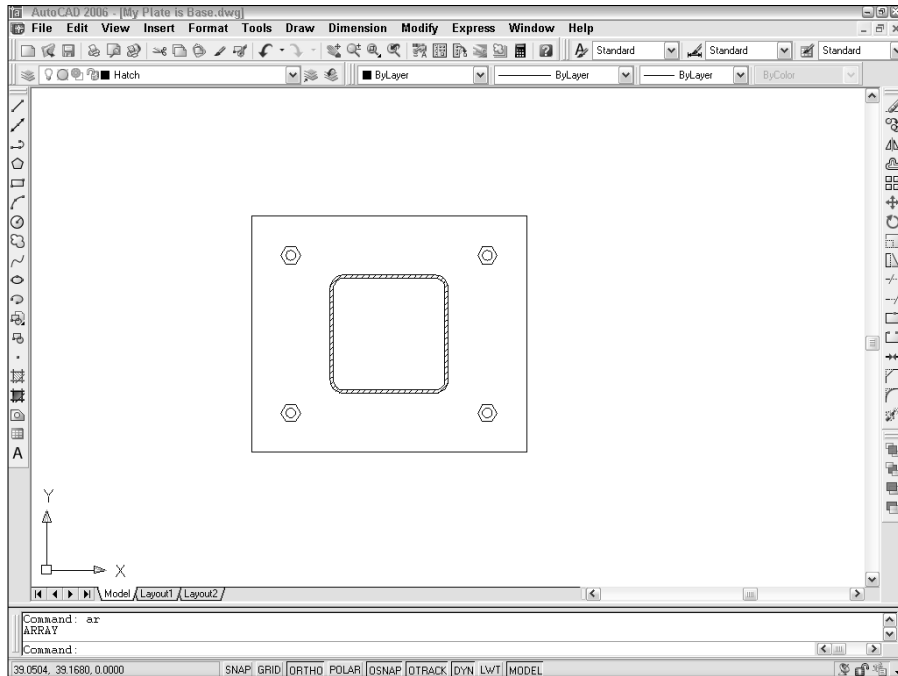 AutoCAD 2006 - [My Plate is Base.dwg]
File Edit View Insert Format Tools Draw Dimension Modify Express Window Help
Standard Standard Standard
Hatch ByLayer ByLayer ByLayer ByColor
A
Y
X
Model Layout1 Layout2
Command: ar
ARRAY
Command:
39.0504, 39.1680, 0.0000 SNAP GRID ORTHO POLAR OSNAP OTRACK DYN LWT MODEL